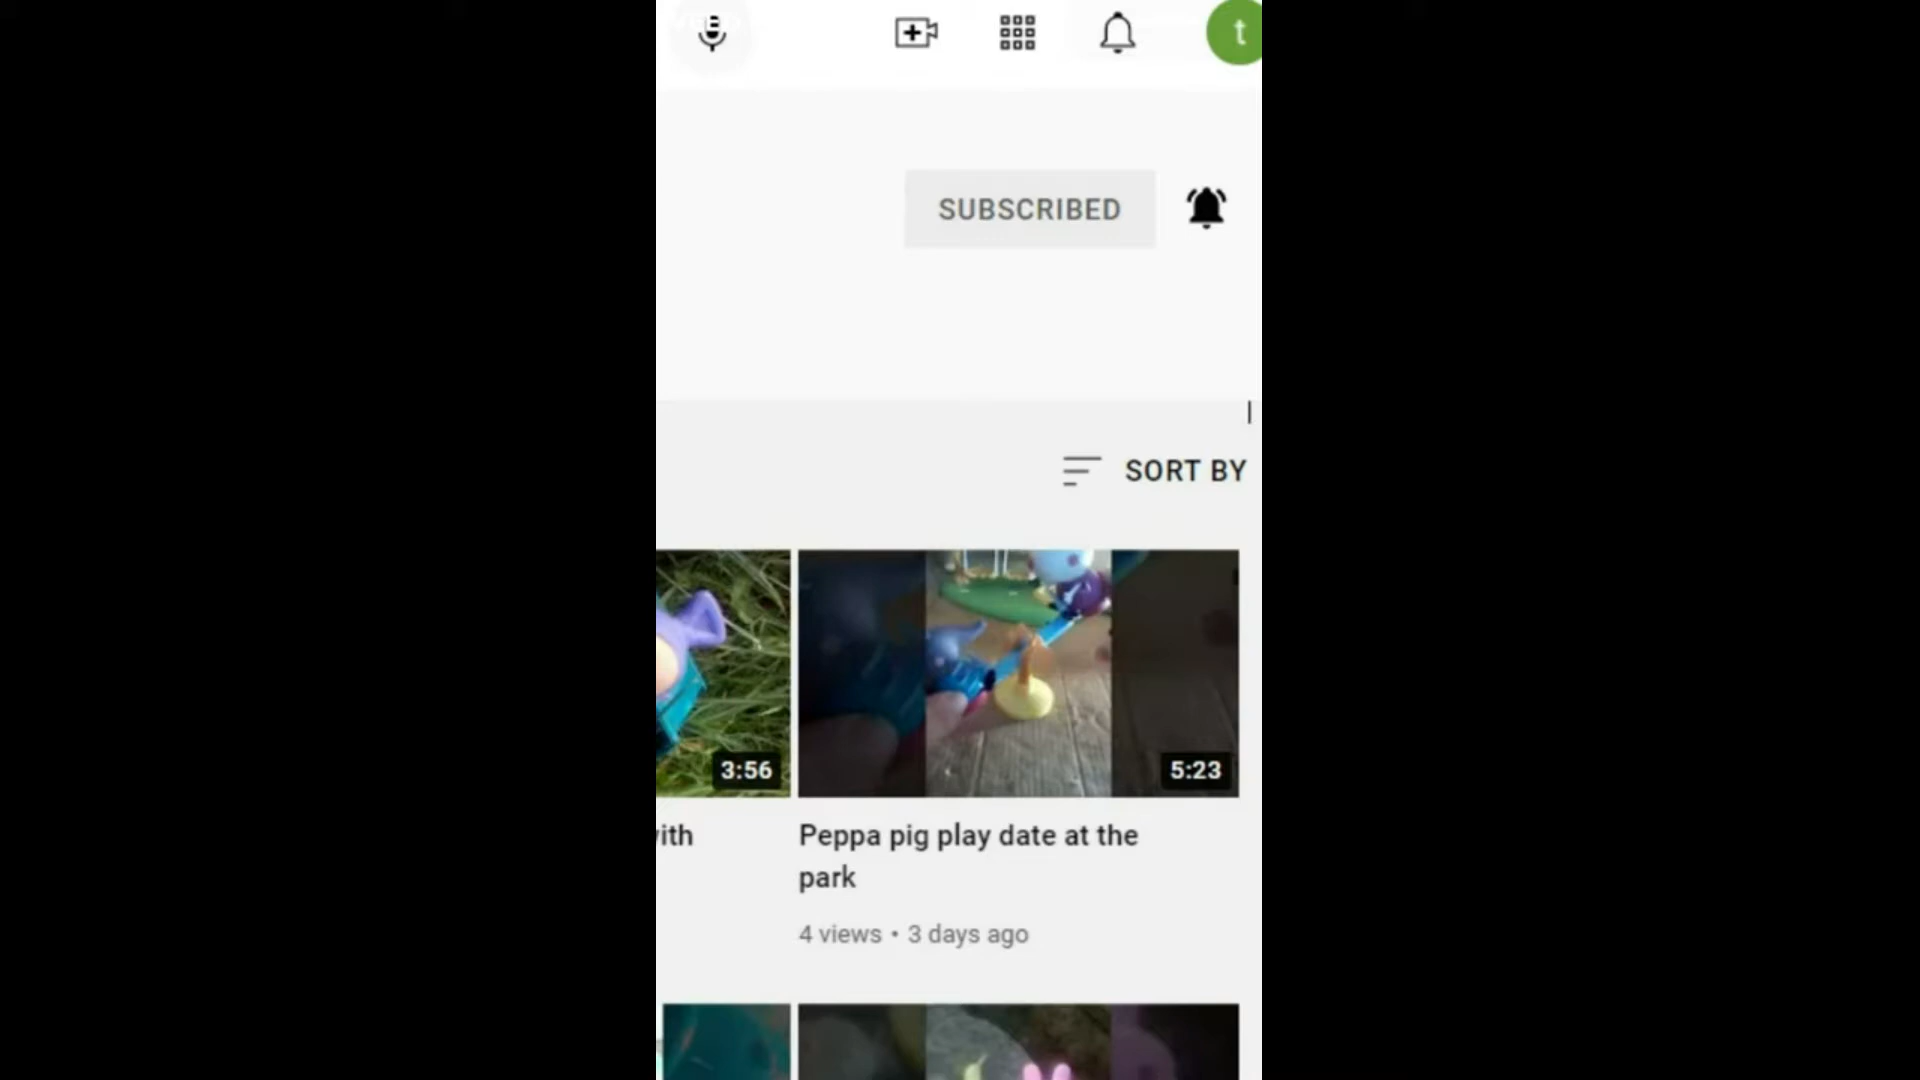 t
SUBSCRIBED
SORT BY
3:56
5:23
ith
Peppa pig play date at the
park
4 views • 3 days ago